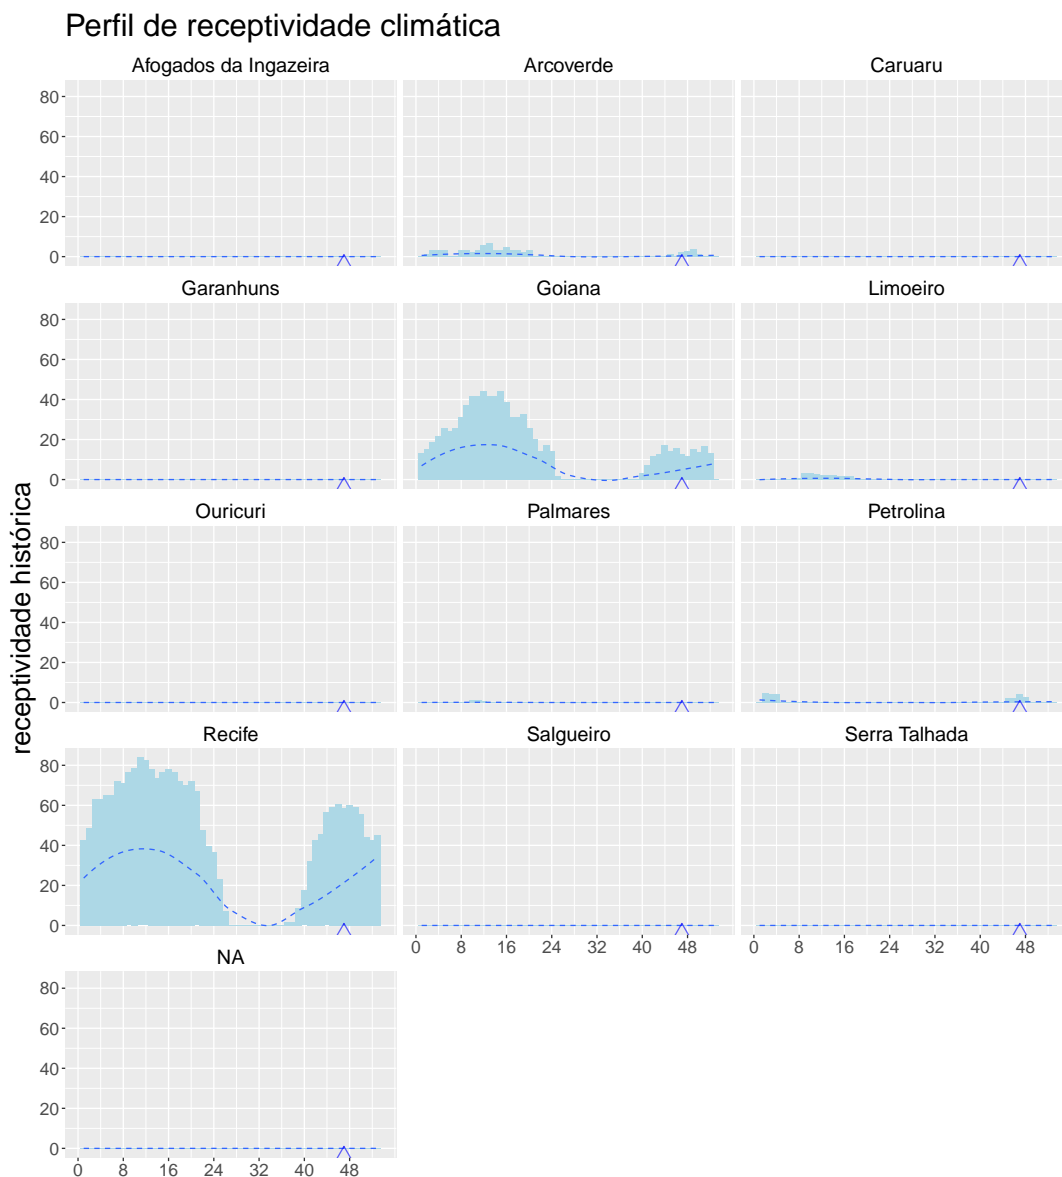 Perfil de receptividade climática
Afogados da Ingazeira
Arcoverde
Caruaru
80
60
40
20
0
Garanhuns
Goiana
Limoeiro
80
60
40
20
0
receptividade histórica
Ouricuri
Palmares
Petrolina
80
60
40
20
0
Recife
Salgueiro
Serra Talhada
80
60
40
20
0
0 8 16 24 32 40 48
0 8 16 24 32 40 48
NA
80
60
40
20
0
0 8 16 24 32 40 48